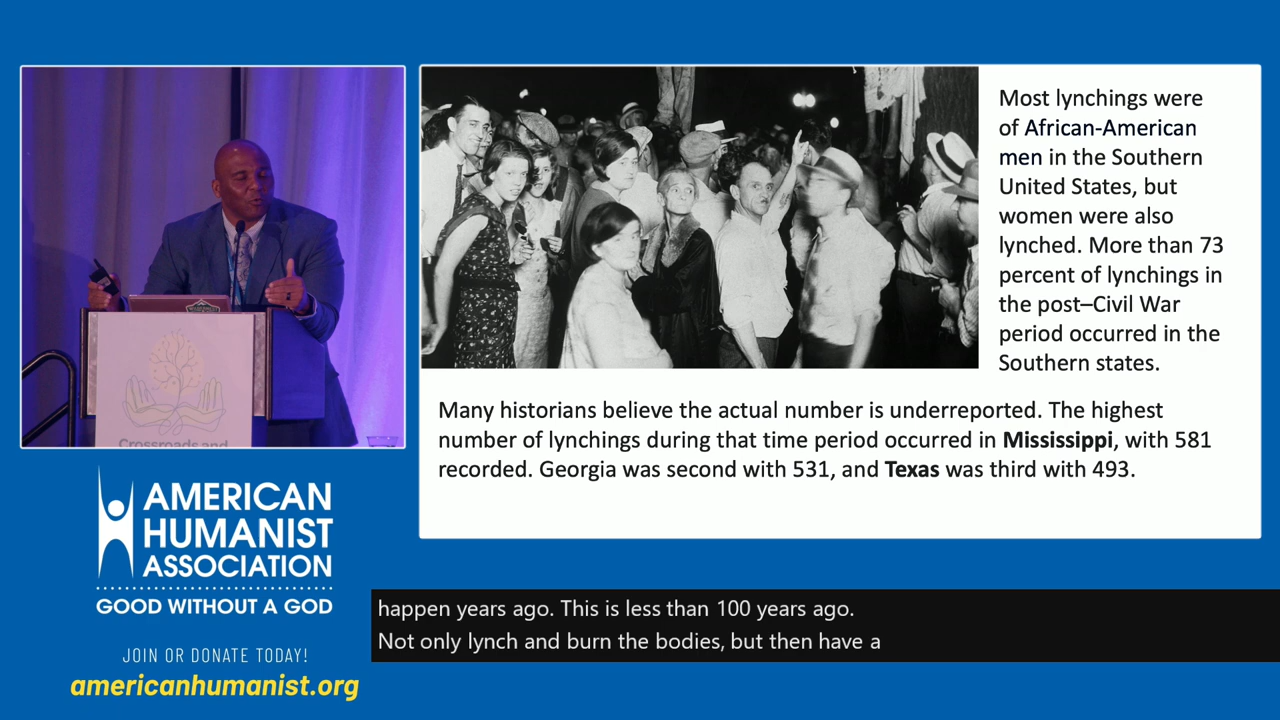 Most lynchings were
of African-American
men in the Southern
United States, but
women were also
lynched. More than 73
percent of lynchings in
the post–Civil War
period occurred in the
Southern states.
Many historians believe the actual number is underreported. The highest
number of lynchings during that time period occurred in Mississippi, with 581
recorded. Georgia was second with 531, and Texas was third with 493.
Crossroads and
AMERICAN
HUMANIST
ASSOCIATION
GOOD WITHOUT A GOD
JOIN OR DONATE TODAY!
americanhumanist.org
happen years ago. This is less than 100 years ago.
Not only lynch and burn the bodies, but then have a